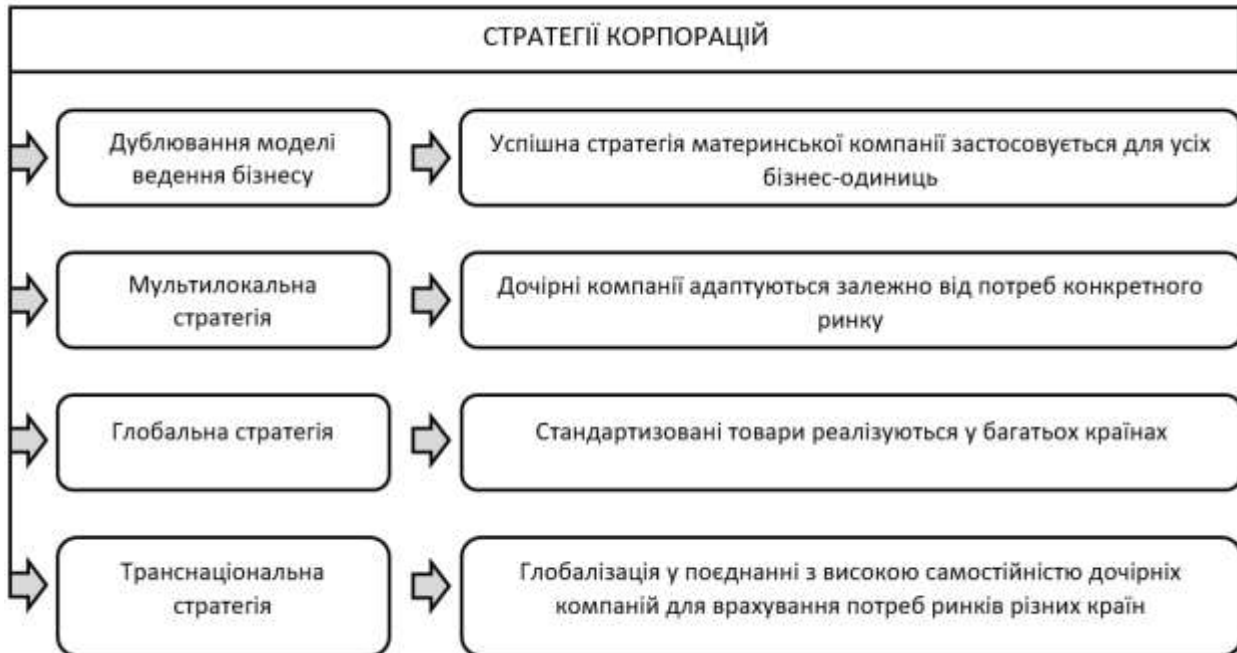 СТРАТЕГІЇ КОРПОРАЦІЙ
Дублювання моделі
ведення бізнесу
Успішна стратегія материнської компанії застосовується для усіх
бізнес-одиниць
Мультилокальна
стратегія
Дочірні компанії адаптуються залежно від потреб конкретного
ринку
Глобальна стратегія
Стандартизовані товари реалізуються у багатьох країнах
Транснаціональна
стратегія
Глобалізація у поєднанні з високою самостійністю дочірніх
компаній для врахування потреб ринків різних країн